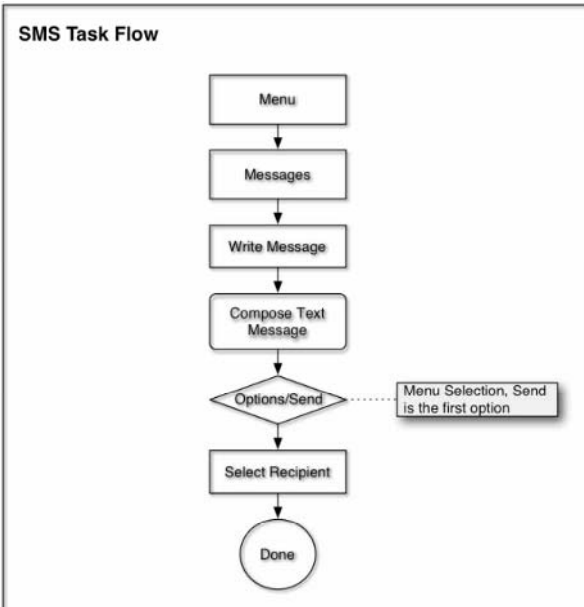 SMS Task Flow
Menu
Messages
Write Message
Compose Text
Message
Options/Send
Menu Selection, Send
is the first option
Select Recipient
Done